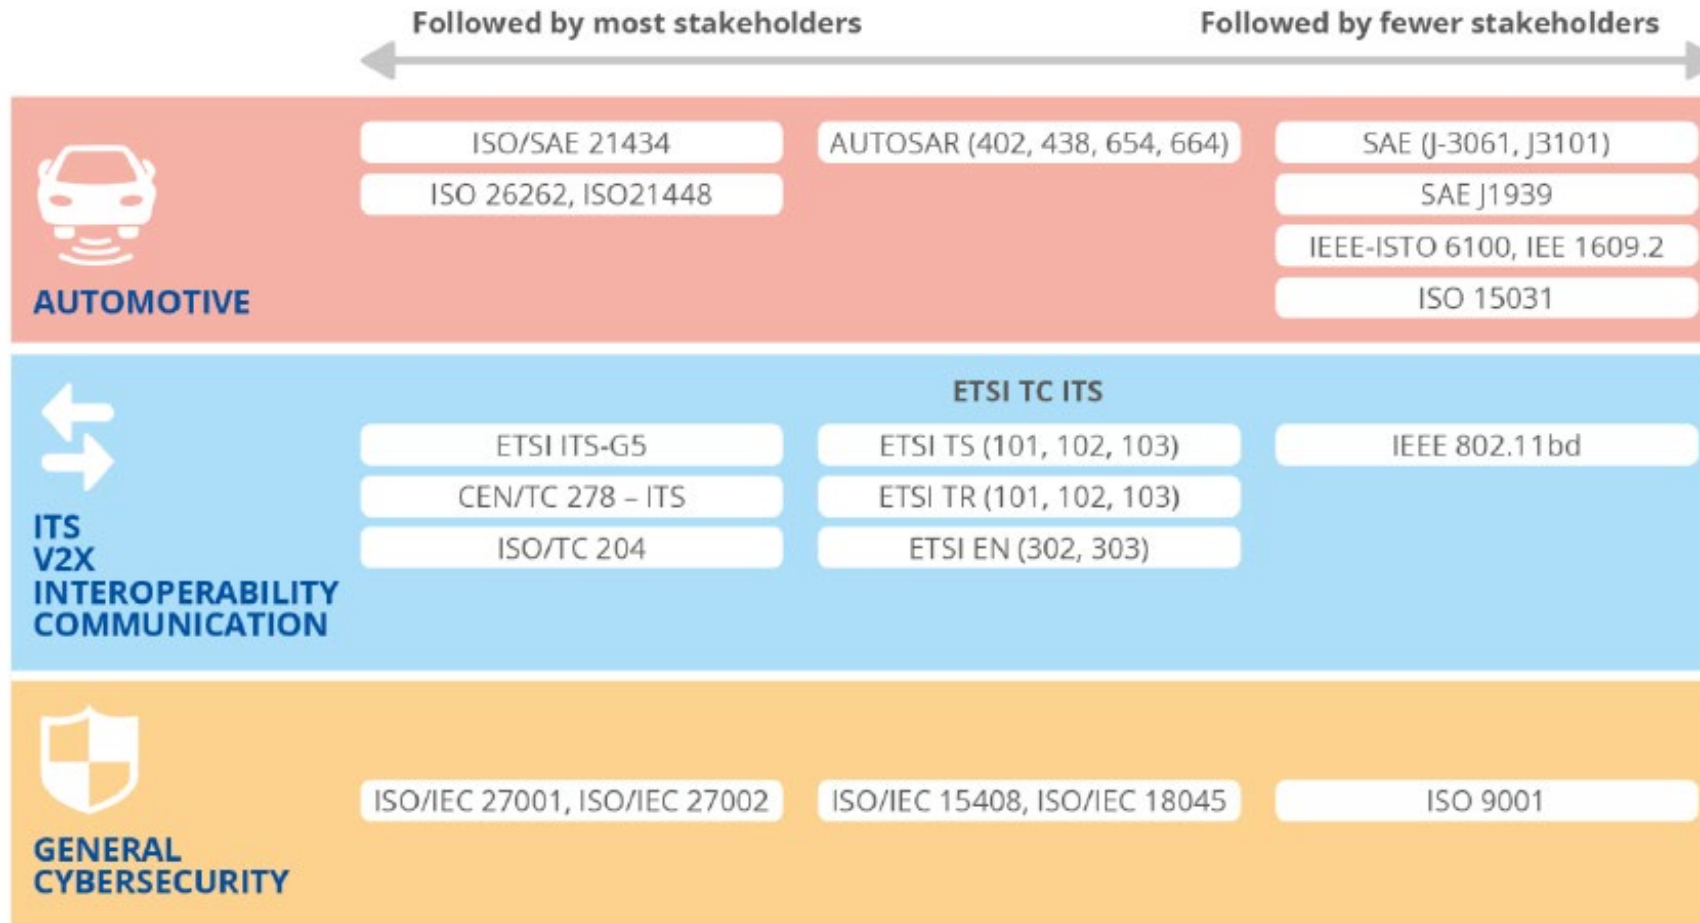 Followed by most stakeholders
Followed by fewer stakeholders
AUTOMOTIVE
ISO/SAE 21434
ISO 26262, ISO21448
AUTOSAR (402, 438, 654, 664)
SAE (J-3061, J3101)
SAE J1939
IEEE-ISTO 6100, IEE 1609.2
ISO 15031
ITS
V2X
INTEROPERABILITY
COMMUNICATION
ETSI ITS-G5
CEN/TC 278 – ITS
ISO/TC 204
ETSI TC ITS
ETSI TS (101, 102, 103)
ETSI TR (101, 102, 103)
ETSI EN (302, 303)
IEEE 802.11bd
GENERAL
CYBERSECURITY
ISO/IEC 27001, ISO/IEC 27002
ISO/IEC 15408, ISO/IEC 18045
ISO 9001